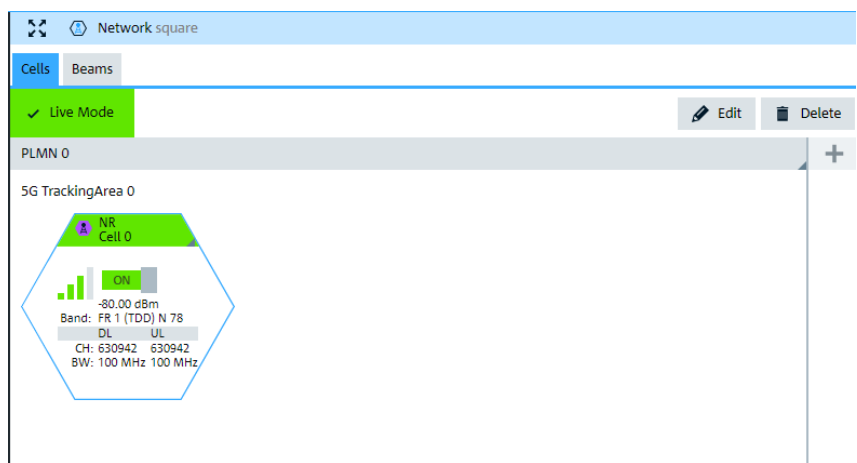 Network square
Cells Beams
Live Mode Edit Delete
PLMN 0
5G TrackingArea 0
NR
Cell 0
ON
-80.00 dBm
Band: FR 1 (TDD) N 78
DL UL
CH: 630942 630942
BW: 100 MHz 100 MHz